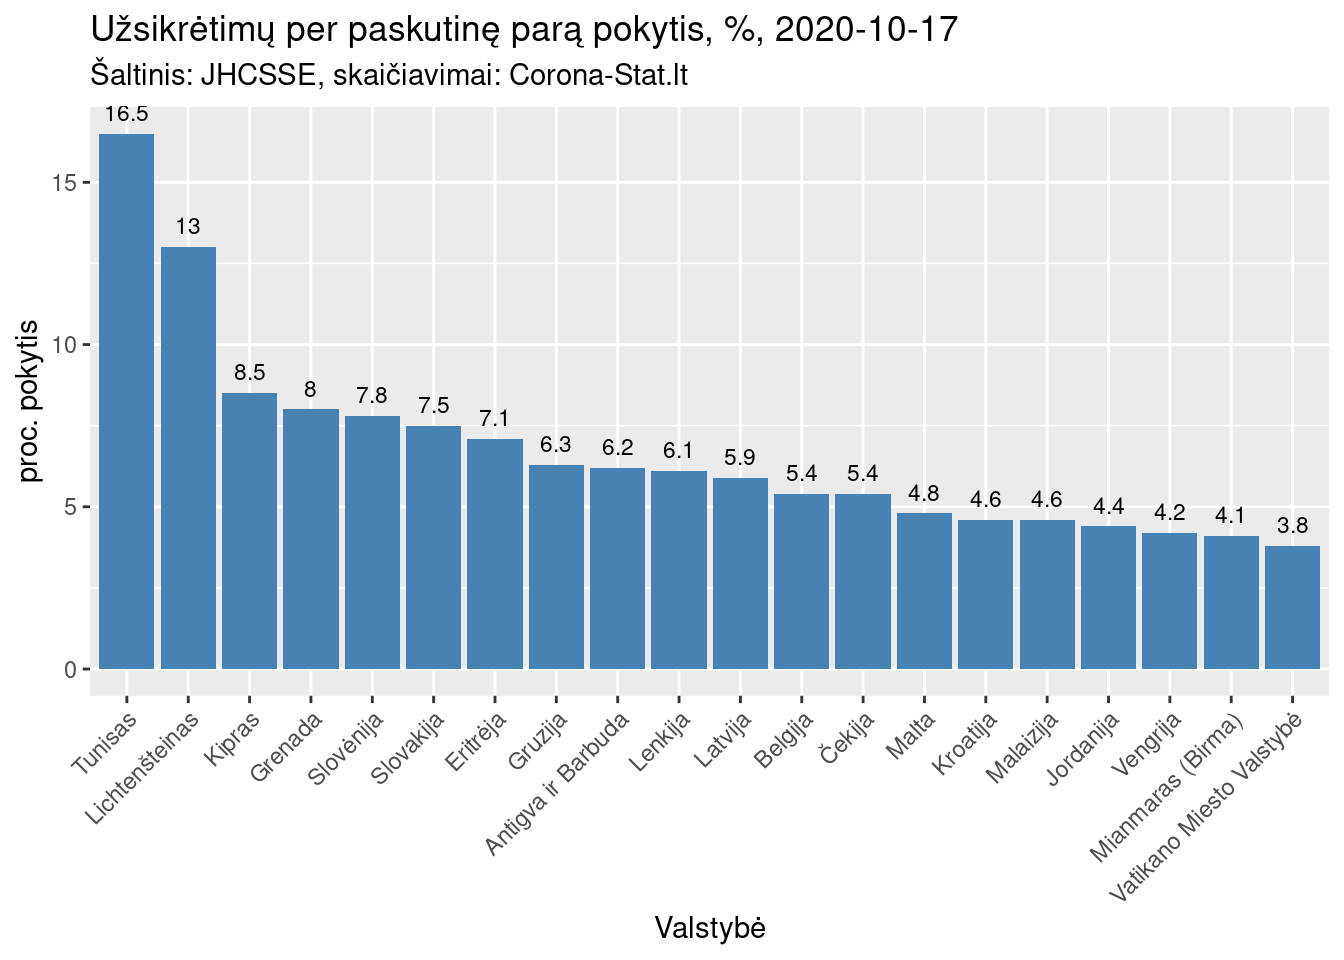 Užsikrėtimų per paskutinę parą pokytis, %, 2020-10-17
Šaltinis: JHCSSE, skaičiavimai: Corona-Stat.lt
proc. pokytis
15
10
5
0
16.5
13
8.5
8
7.8
7.5
7.1
6.3
6.2
6.1
5.9
5.4
5.4
4.8
4.6
4.6
4.4
4.2
4.1
3.8
Tunisas
Lichtenšteinas
Kipras
Grenada
Slovėnija
Slovakija
Eritrėja
Gruzija
Antigva ir Barbuda
Lenkija
Latvija
Belgija
Čekija
Malta
Kroatija
Malaizija
Jordanija
Vengrija
Mianmaras (Birma)
Vatikano Miesto Valstybė
Valstybė